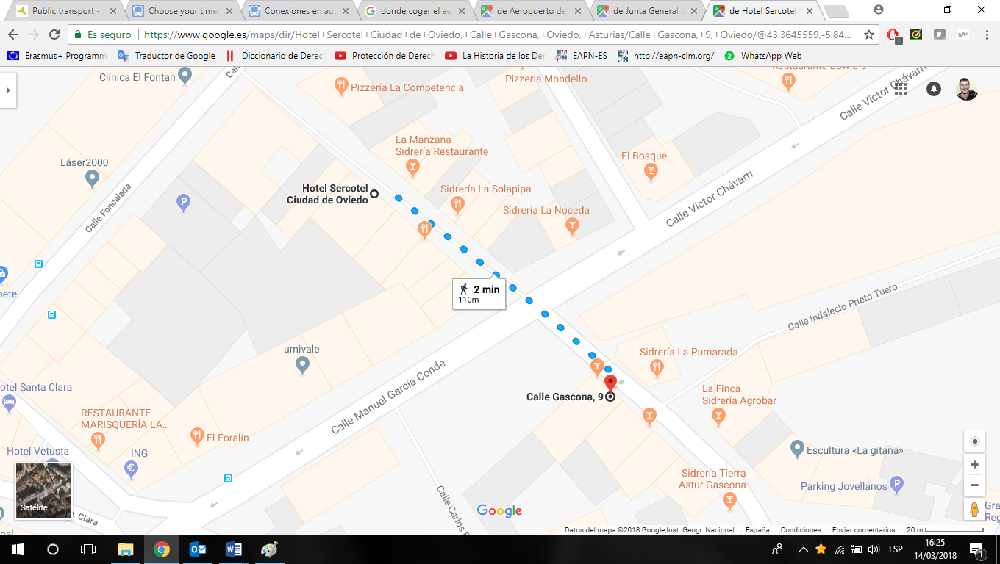 Public transport -
Choose your times
Conexiones en aut
donde coger el au
de Aeropuerto de
de Junta General d
de Hotel Sercotel
Es seguro
https://www.google.es/maps/dir/Hotel+Sercotel+Ciudad+de+Oviedo,+Calle+Gascona,+Oviedo,+Asturias/Calle+Gascona,+9,+Oviedo/@43.3645559,-5.84...
1
Erasmus+ Programm
Traductor de Google
Diccionario de Derec
Protección de Derech
La Historia de los Der
EAPN-ES
http://eapn-clm.org/
2 WhatsApp Web
Clínica El Fontan
Pizzería La Competencia
Pizzeria Mondello
Restaurante Bowie's
Calle Víctor Chávarri
La Manzana
Sidrería Restaurante
El Bosque
Láser2000
Calle Foncalada
P
Hotel Sercotel
Ciudad de Oviedo
Sidrería La Solapipa
Sidrería La Noceda
Calle Víctor Chávarri
2 min
110m
Calle Indalecio Prieto Tuero
umivale
Sidrería La Pumarada
Calle Manuel García Conde
Calle Gascona, 9
La Finca
Sidrería Agrobar
otel Santa Clara
RESTAURANTE
MARISQUERÍA LA...
El Foralín
Hotel Vetusta
ING
€
Escultura «La gitana»
Sidrería Tierra
Astur Gascona
Parking Jovellanos
P
Satélite
Clara
Calle Carlos
Google
Datos del mapa ©2018 Google,Inst. Geogr. Nacional
España
Condiciones
Enviar comentarios
20 m
ESP
16:25
14/03/2018
1